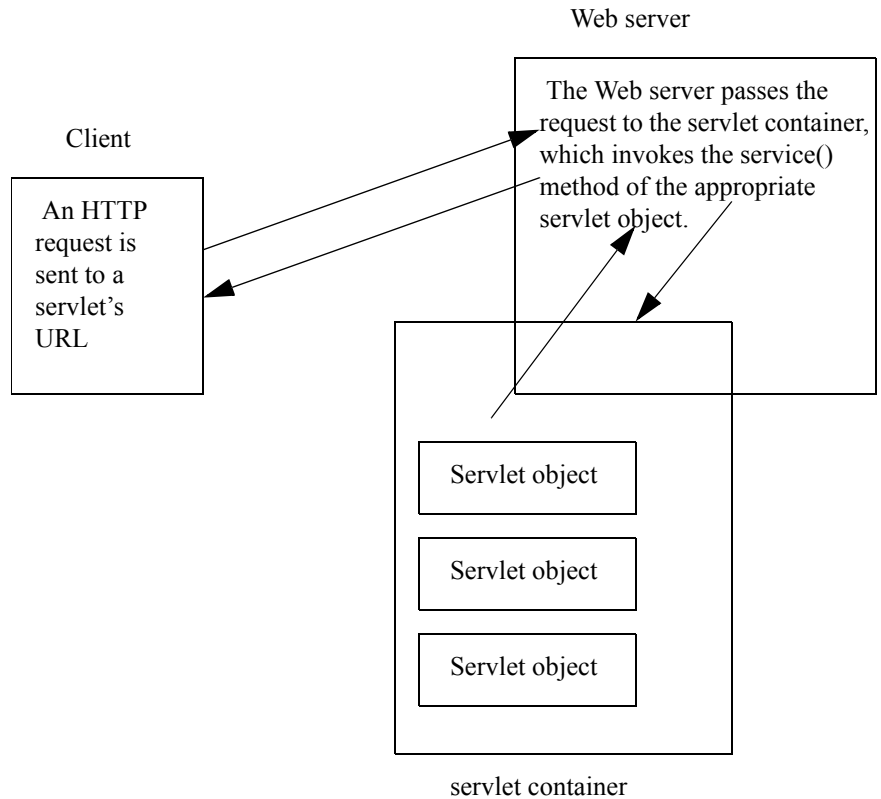 Web server
The Web server passes the
request to the servlet container,
which invokes the service()
method of the appropriate
servlet object.
Client
An HTTP
request is
sent to a
servlet’s
URL
Servlet object
Servlet object
Servlet object
servlet container